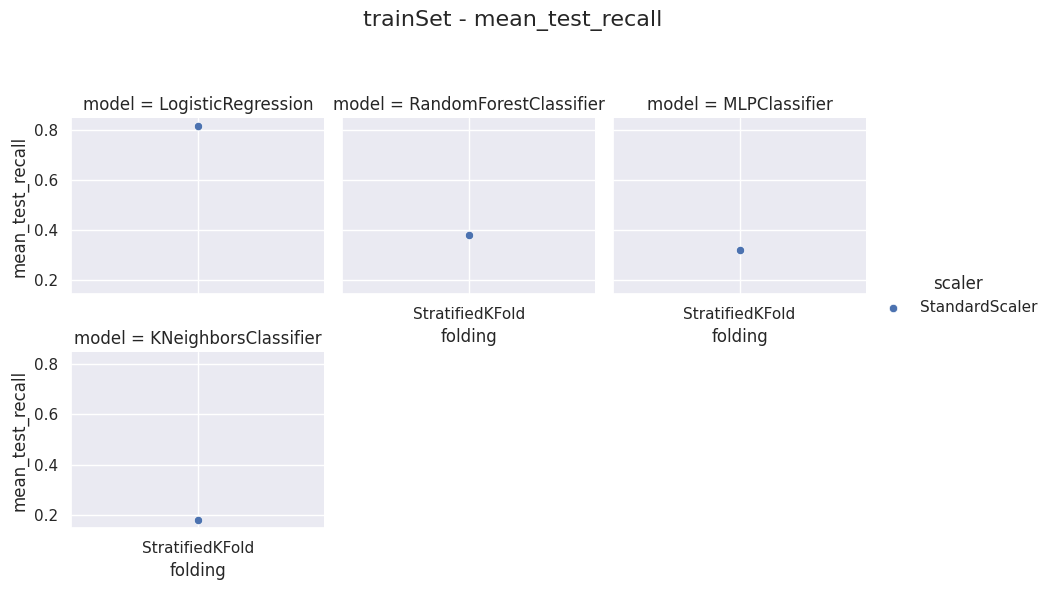 trainSet - mean_test_recall
model = LogisticRegression
model = RandomForestClassifier
model = MLPClassifier
mean_test_recall
0.8
0.6
0.4
0.2
StratifiedKFold
folding
StratifiedKFold
folding
scaler
StandardScaler
model = KNeighborsClassifier
mean_test_recall
0.8
0.6
0.4
0.2
StratifiedKFold
folding